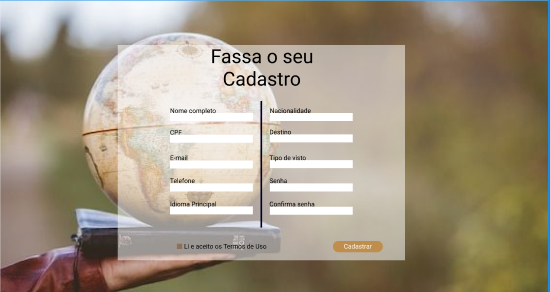 Fassa o seu
Cadastro
Nome completo
Nacionalidade
CPF
Destino
E-mail
Tipo de visto
Telefone
Senha
Idioma Principal
Confirma senha
Li e aceito os Termos de Uso
Cadastrar